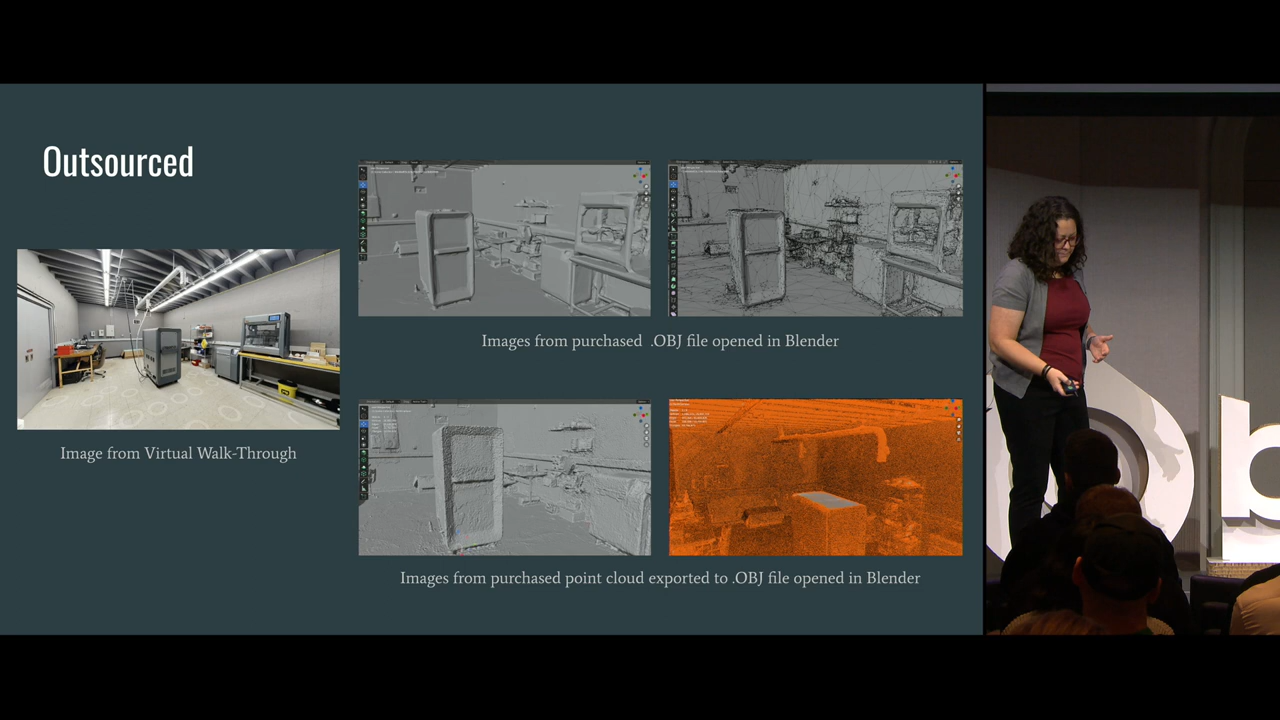 Outsourced
Images from purchased .OBJ file opened in Blender
Image from Virtual Walk-Through
Images from purchased point cloud exported to .OBJ file opened in Blender
b